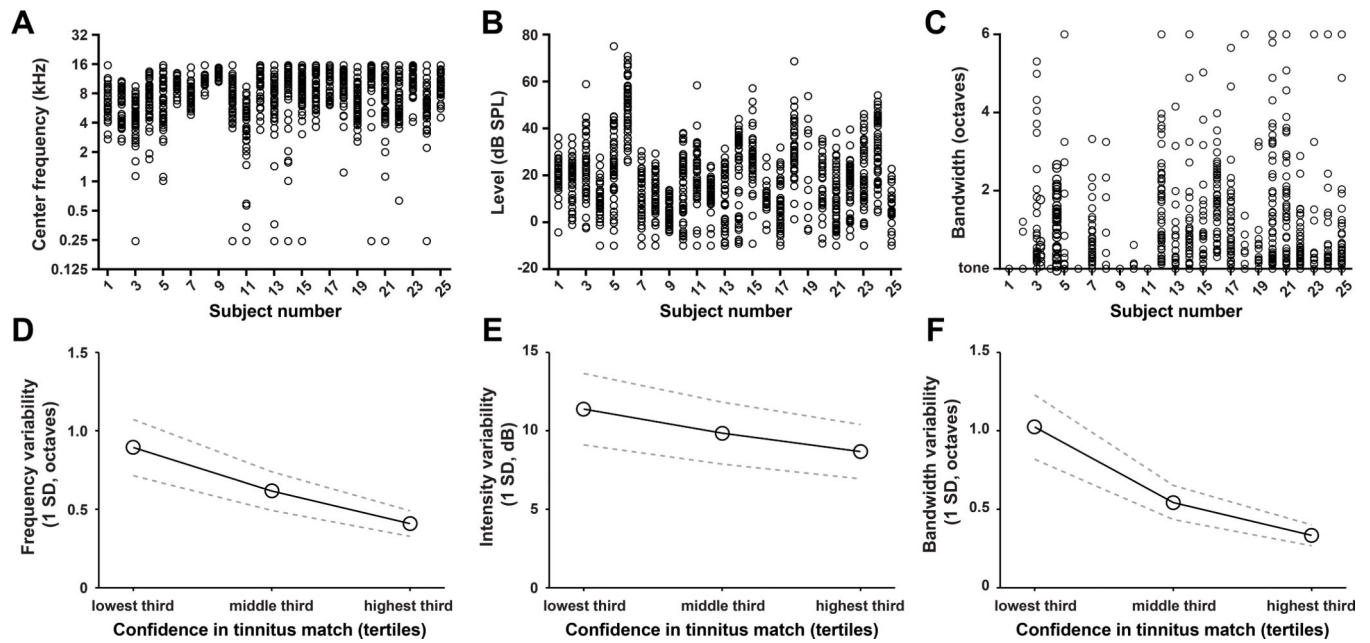 A
Center frequency (kHz)
32
16
8
4
2
1
0.5
0.25
0.125
1 3 5 7 9 11 13 15 17 19 21 23 25
Subject number
B
Level (dB SPL)
80
60
40
20
0
-20
1 3 5 7 9 11 13 15 17 19 21 23 25
Subject number
C
Bandwidth (octaves)
6
4
2
tone
1 3 5 7 9 11 13 15 17 19 21 23 25
Subject number
D
Frequency variability
(1 SD, octaves)
1.5
1.0
0.5
0
lowest third middle third highest third
Confidence in tinnitus match (tertiles)
E
Intensity variability
(1 SD, dB)
15
10
5
0
lowest third middle third highest third
Confidence in tinnitus match (tertiles)
F
Bandwidth variability
(1 SD, octaves)
1.5
1.0
0.5
0
lowest third middle third highest third
Confidence in tinnitus match (tertiles)